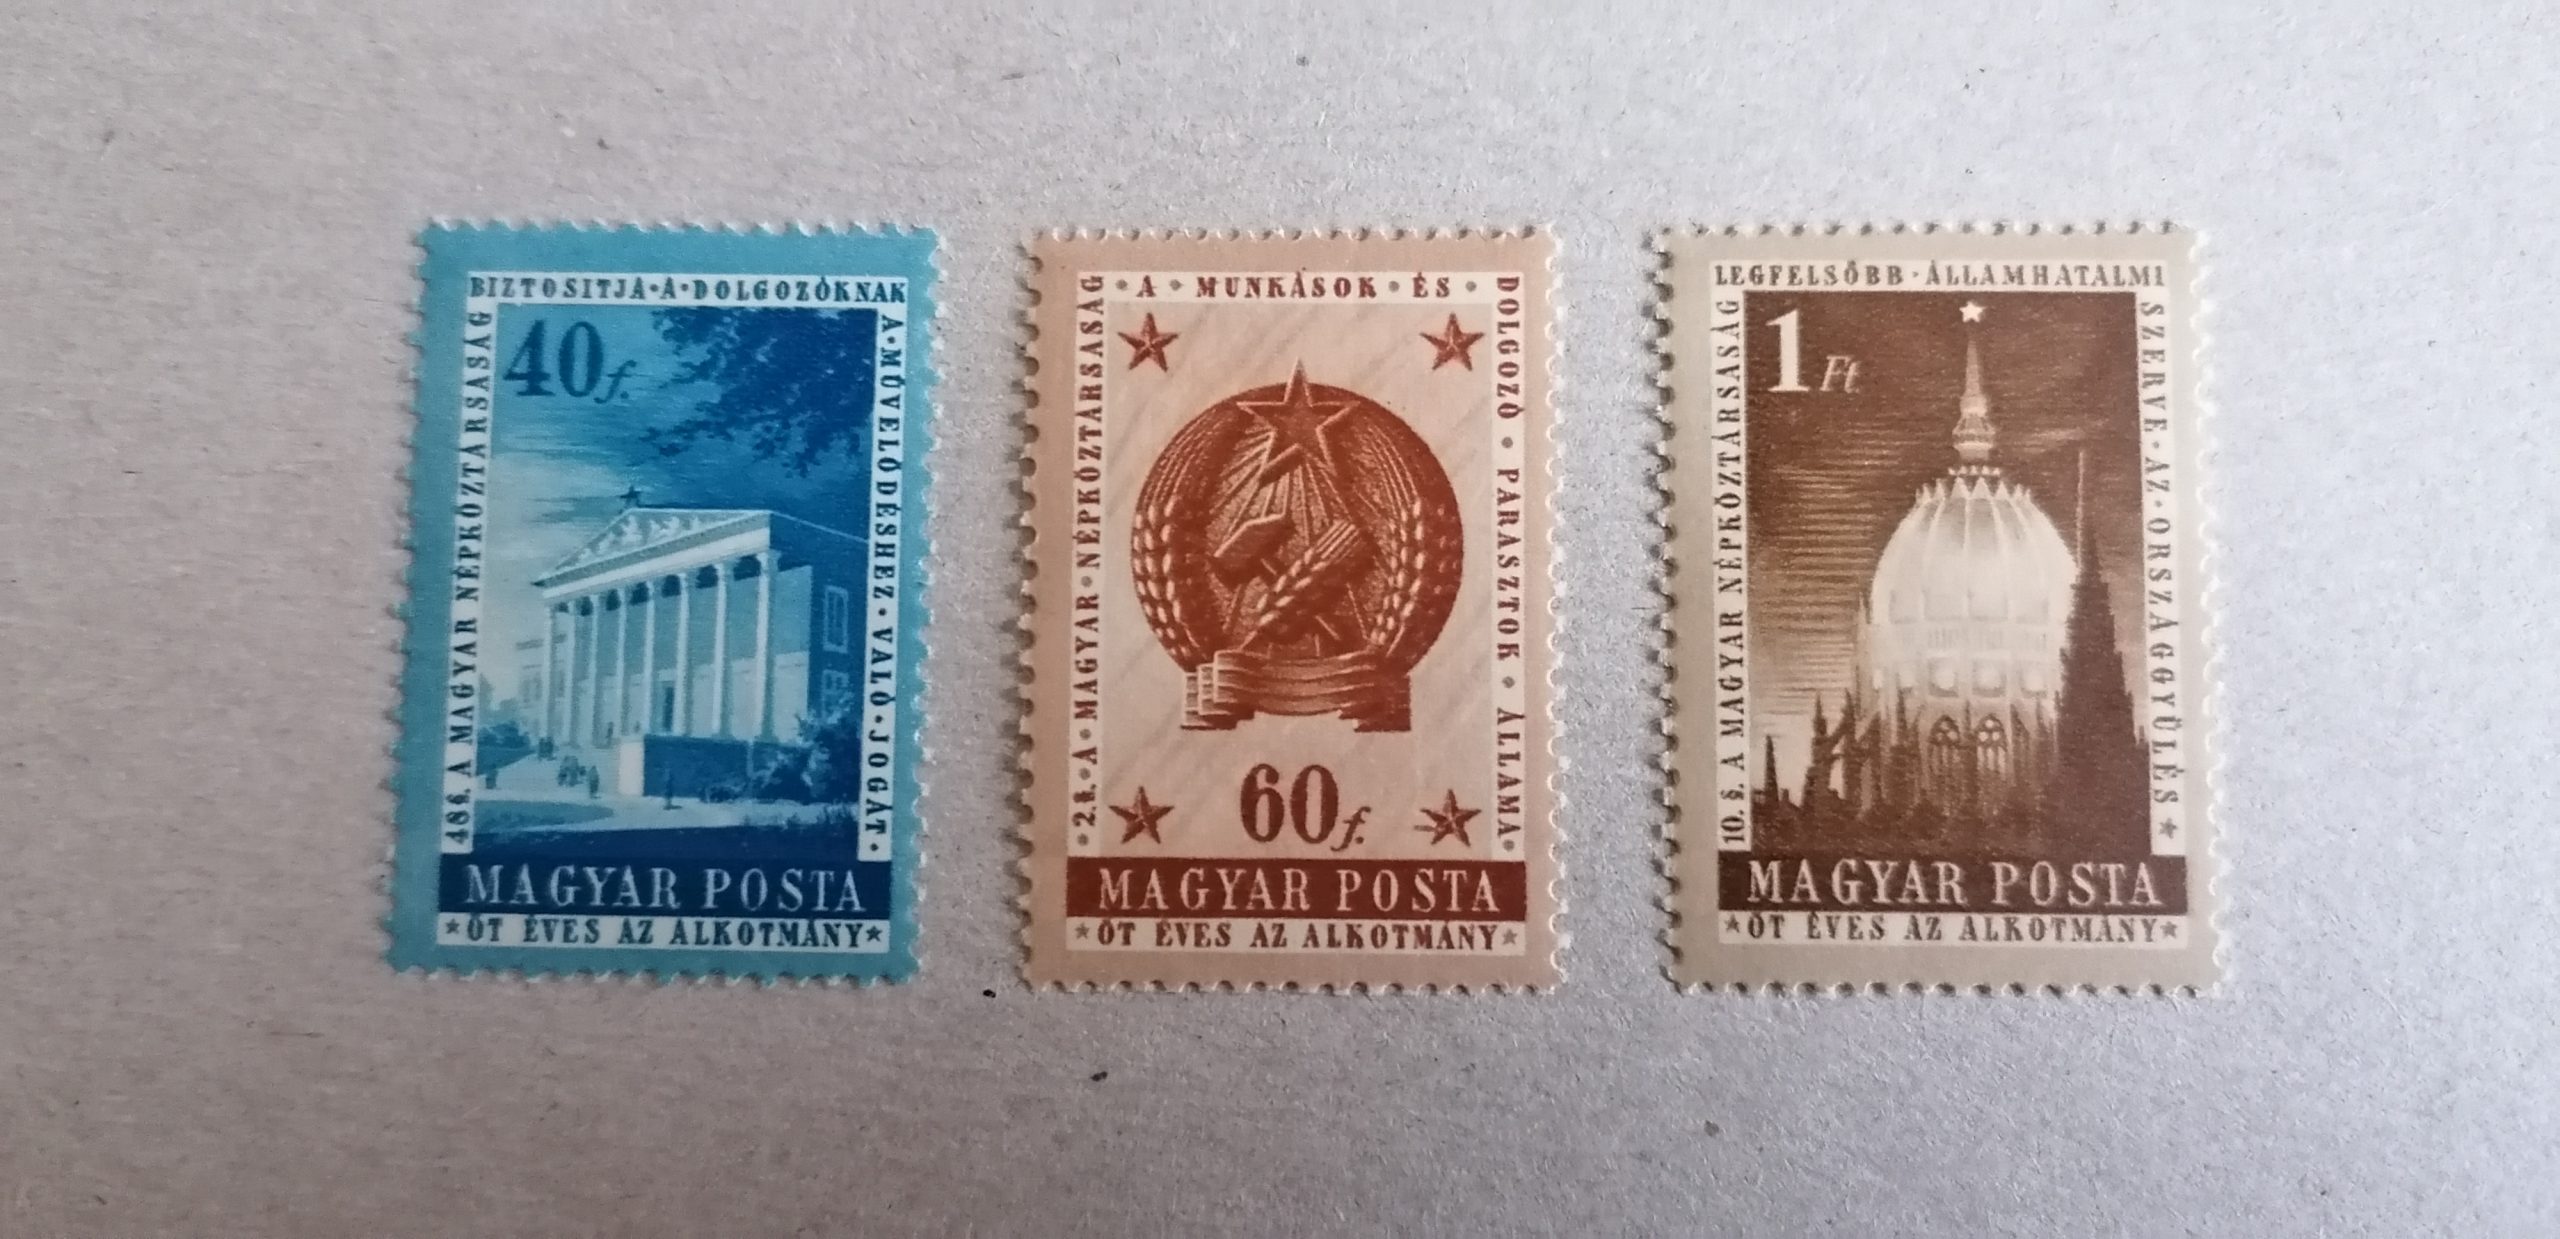 48§. A MAGYAR NÉPKÖZTÁRSASÁG
BIZTOSITJA·A·DOLGOZÓKNAK
A·MŰVELŐDÉSHEZ·VALÓ·JOGÁT·
40f.
MAGYAR POSTA
★ÖT ÉVES AZ ALKOTMÁNY★
·2.§.·A·MAGYAR·NÉPKÖZTÁRSASÁG
·A·MUNKÁSOK·ÉS·
DOLGOZÓ·PARASZTOK·ÁLLAMA·
60f.
MAGYAR POSTA
★ÖT ÉVES AZ ALKOTMÁNY★
10.§. A MAGYAR NÉPKÖZTÁRSASÁG
LEGFELSŐBB·ÁLLAMHATALMI
SZERVE·AZ·ORSZÁGGYŰLÉS★
1Ft
MAGYAR POSTA
★ÖT ÉVES AZ ALKOTMÁNY★